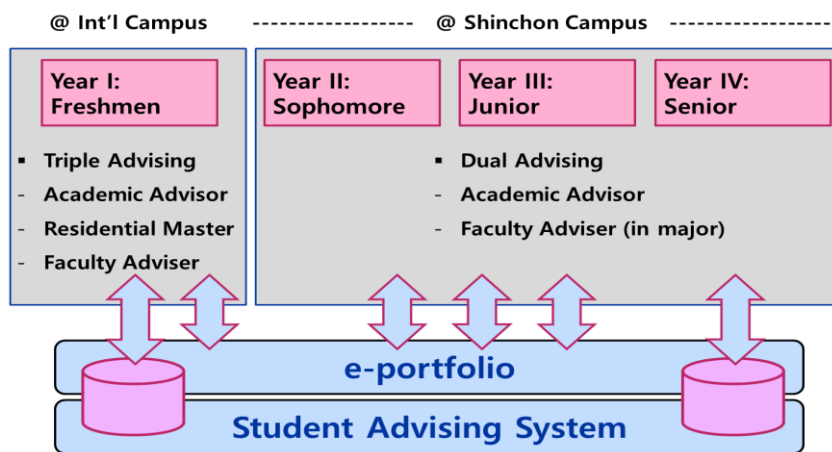 @ Int'l Campus
@ Shinchon Campus
Year I:
Freshmen
Year II:
Sophomore
Year III:
Junior
Year IV:
Senior
▪ Triple Advising
- Academic Advisor
- Residential Master
- Faculty Adviser
▪ Dual Advising
- Academic Advisor
- Faculty Adviser (in major)
e-portfolio
Student Advising System